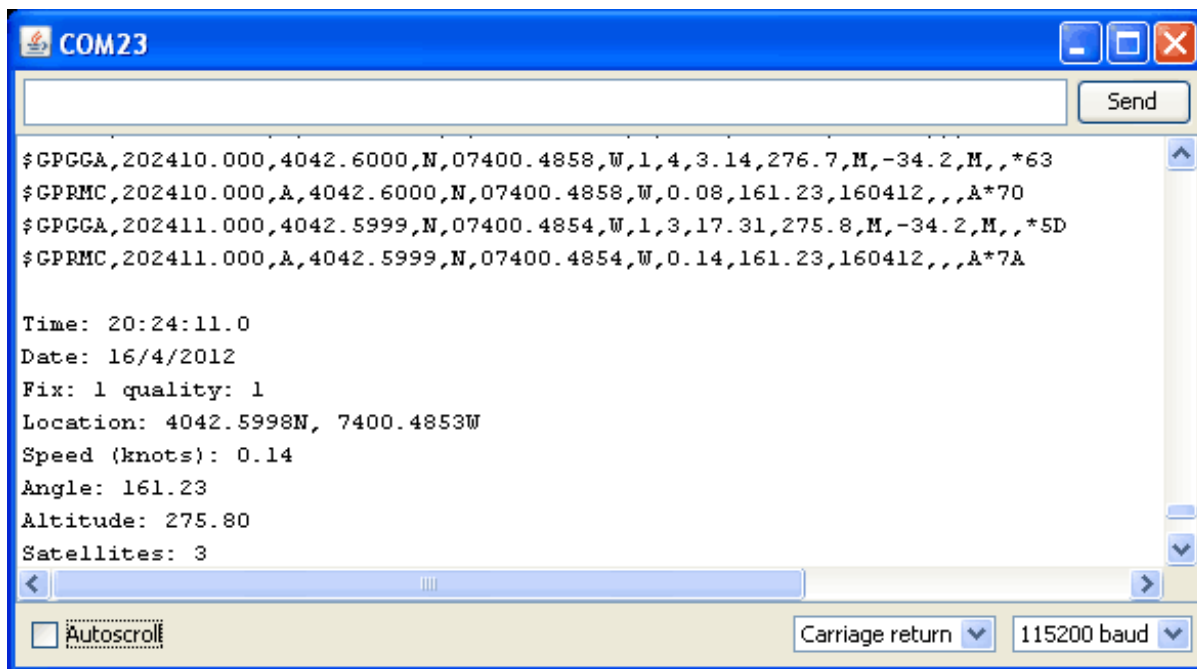 COM23
Send
$GPGGA,202410.000,4042.6000,N,07400.4858,W,1,4,3.14,276.7,M,-34.2,M,,*63
$GPRMC,202410.000,A,4042.6000,N,07400.4858,W,0.08,161.23,160412,,,A*70
$GPGGA,202411.000,4042.5999,N,07400.4854,W,1,3,17.31,275.8,M,-34.2,M,,*5D
$GPRMC,202411.000,A,4042.5999,N,07400.4854,W,0.14,161.23,160412,,,A*7A
Time: 20:24:11.0
Date: 16/4/2012
Fix: 1 quality: 1
Location: 4042.5998N, 7400.4853W
Speed (knots): 0.14
Angle: 161.23
Altitude: 275.80
Satellites: 3
Autoscroll
Carriage return
115200 baud